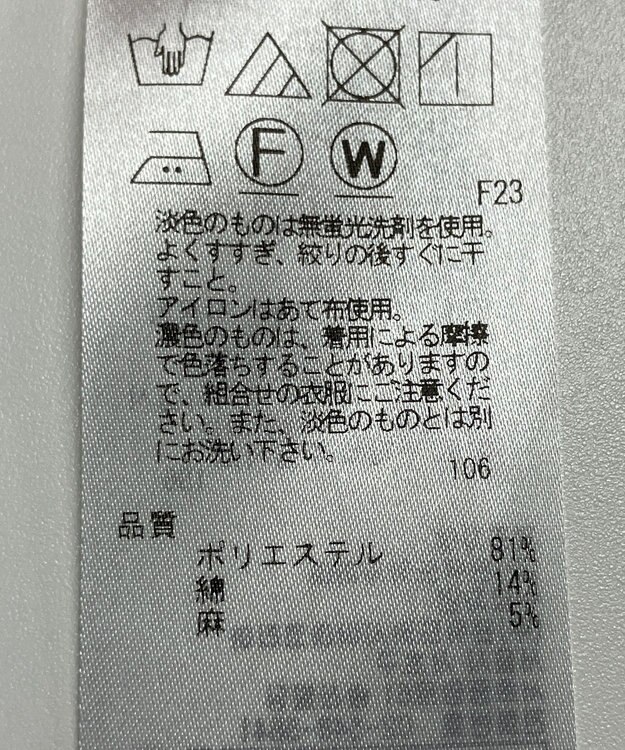 F
W
F23
淡色のものは無蛍光洗剤を使用。
よくすすぎ、絞りの後すぐに干
すこと。
アイロンはあて布使用。
濃色のものは、着用による摩擦
で色落ちすることがありますの
で、組合せの衣服にご注意くだ
さい。また、淡色のものとは別
にお洗い下さい。
106
品質
ポリエステル 81%
綿 14%
麻 5%